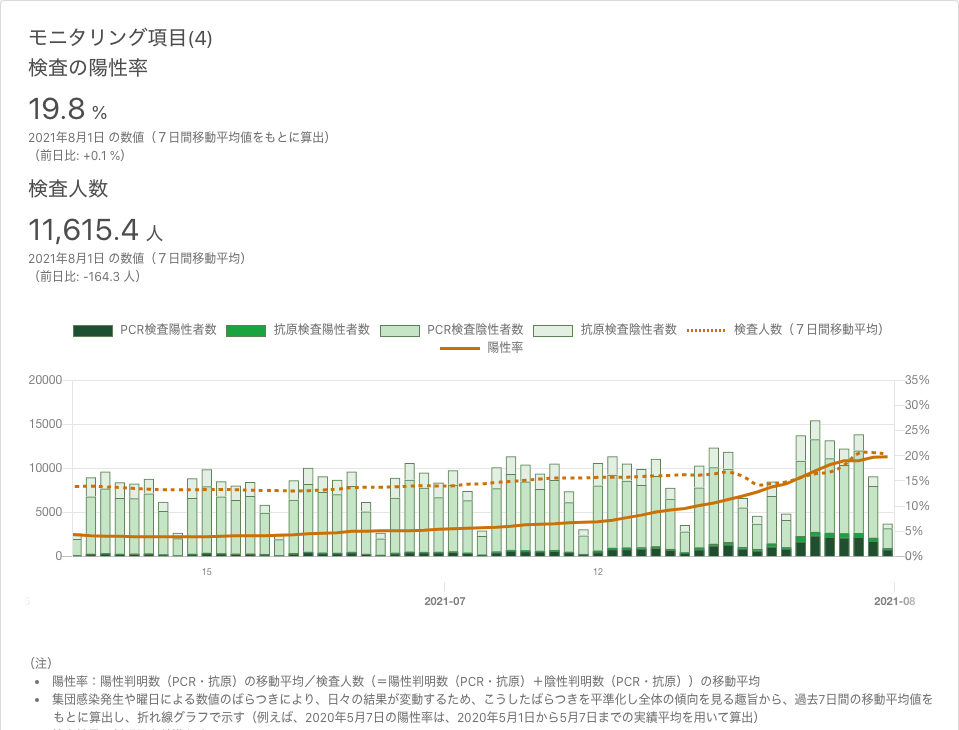 モニタリング項目(4)
検査の陽性率
19.8 %
2021年8月1日 の数値（７日間移動平均値をもとに算出）
（前日比: +0.1 %）
検査人数
11,615.4 人
2021年8月1日 の数値（７日間移動平均）
（前日比: -164.3 人）
PCR検査陽性者数 抗原検査陽性者数 PCR検査陰性者数 抗原検査陰性者数 検査人数（７日間移動平均）
陽性率
20000 35%
30%
15000 25%
20%
10000 15%
5000 10%
5%
0 0%
15 12
2021-07 2021-08
（注）
• 陽性率：陽性判明数（PCR・抗原）の移動平均／検査人数（＝陽性判明数（PCR・抗原）＋陰性判明数（PCR・抗原））の移動平均
• 集団感染発生や曜日による数値のばらつきにより、日々の結果が変動するため、こうしたばらつきを平準化し全体の傾向を見る趣旨から、過去7日間の移動平均値を
もとに算出し、折れ線グラフで示す（例えば、2020年5月7日の陽性率は、2020年5月1日から5月7日までの実績平均を用いて算出）